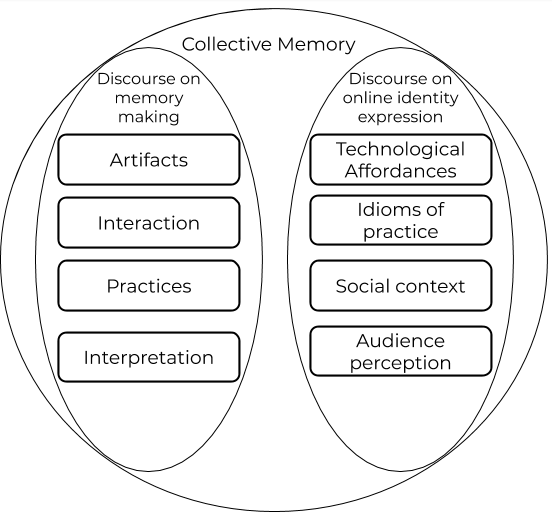 Collective Memory
Discourse on
memory
making
Artifacts
Interaction
Practices
Interpretation
Discourse on
online identity
expression
Technological
Affordances
Idioms of
practice
Social context
Audience
perception